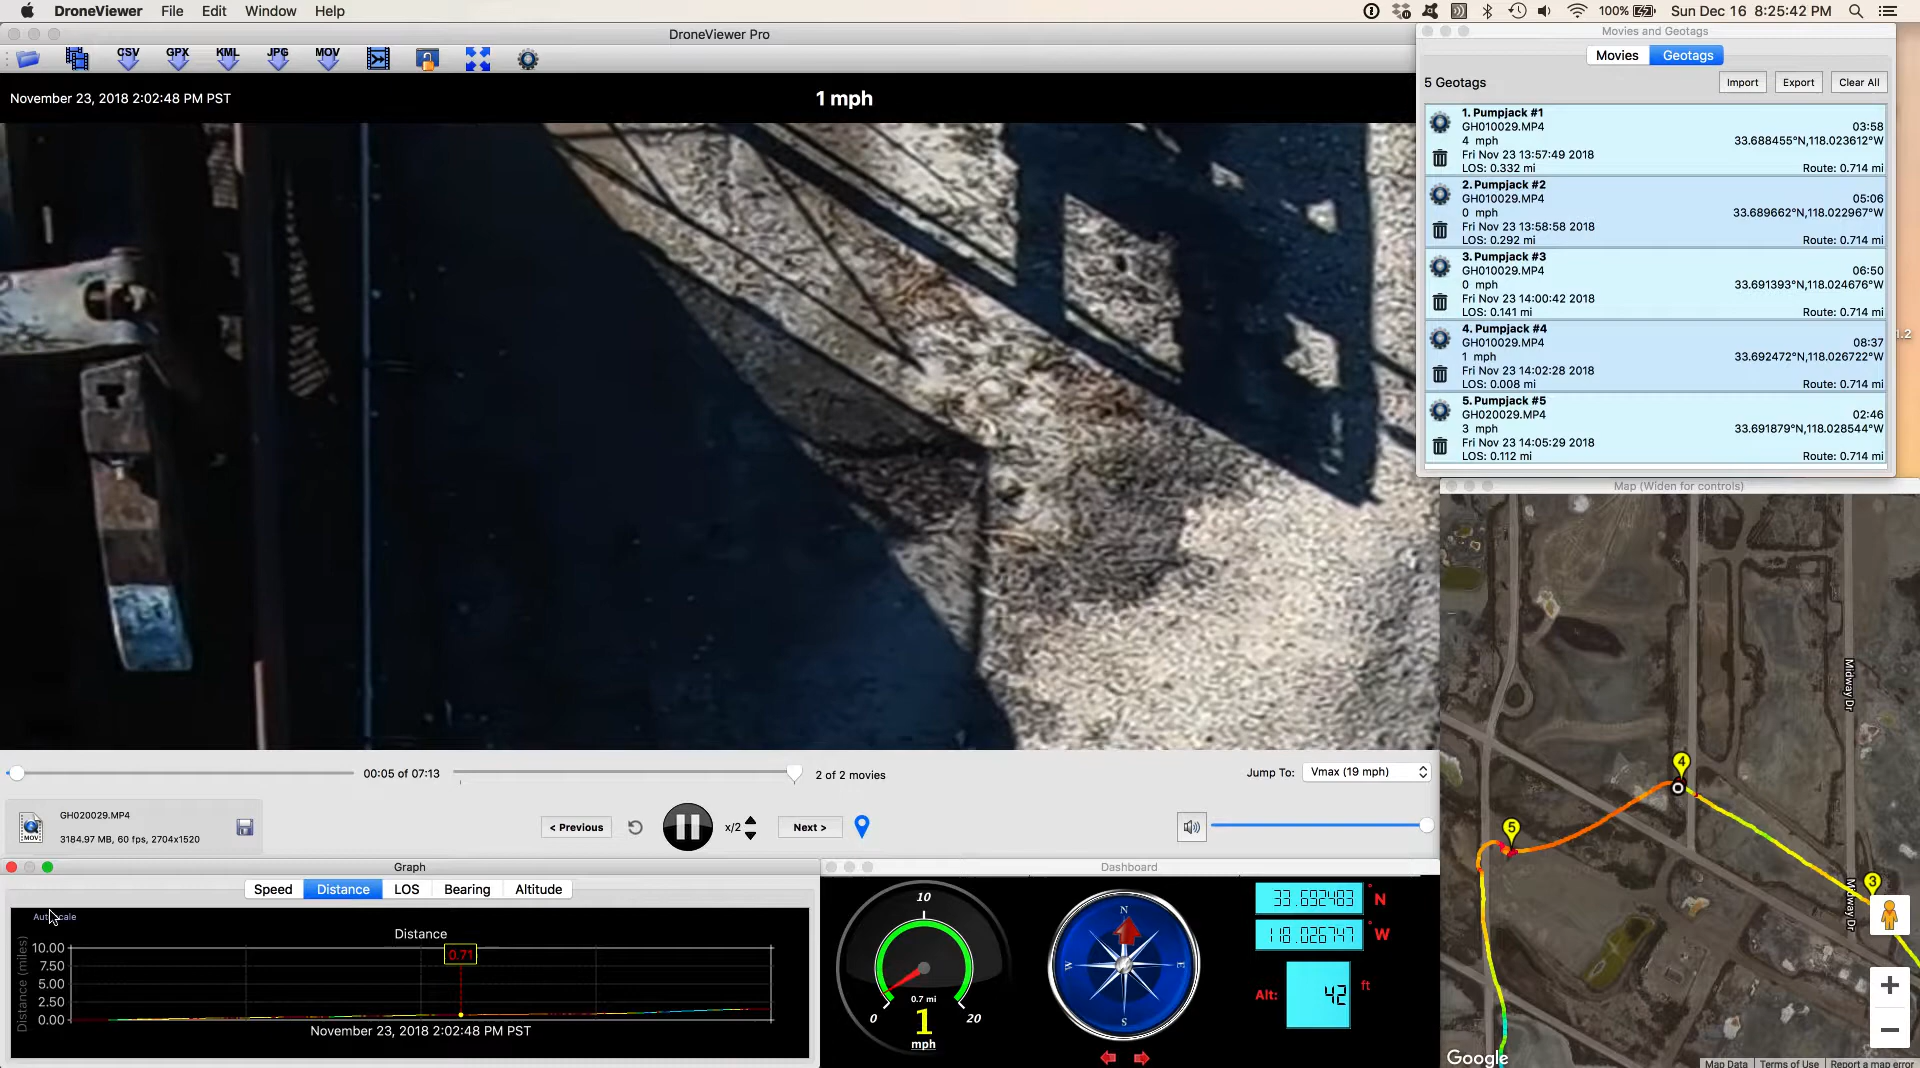 DroneViewer File Edit Window Help
100% Sun Dec 16 8:25:42 PM
DroneViewer Pro
CSV GPX KML JPG MOV
November 23, 2018 2:02:48 PM PST
1 mph
Movies and Geotags
Movies Geotags
5 Geotags Import Export Clear All
1. Pumpjack #1
GH010029.MP4 03:58
4 mph 33.688455°N,118.023612°W
Fri Nov 23 13:57:49 2018
LOS: 0.332 mi Route: 0.714 mi
2. Pumpjack #2
GH010029.MP4 05:06
0 mph 33.689662°N,118.022967°W
Fri Nov 23 13:58:58 2018
LOS: 0.292 mi Route: 0.714 mi
3. Pumpjack #3
GH010029.MP4 06:50
0 mph 33.691393°N,118.024676°W
Fri Nov 23 14:00:42 2018
LOS: 0.141 mi Route: 0.714 mi
4. Pumpjack #4
GH010029.MP4 08:37
1 mph 33.692472°N,118.026722°W
Fri Nov 23 14:02:28 2018
LOS: 0.008 mi Route: 0.714 mi
5. Pumpjack #5
GH020029.MP4 02:46
3 mph 33.691879°N,118.028544°W
Fri Nov 23 14:05:29 2018
LOS: 0.112 mi Route: 0.714 mi
1.2
Map (Widen for controls)
Midway Dr
4
5
3
Midway Dr
Google
Map Data Terms of Use Report a map error
00:05 of 07:13 2 of 2 movies Jump To: Vmax (19 mph)
MOV
GH020029.MP4
3184.97 MB, 60 fps, 2704x1520
< Previous x/2 Next >
Graph
Speed Distance LOS Bearing Altitude
Distance
Distance (miles)
10.00
7.50
5.00
2.50
0.00
0.71
November 23, 2018 2:02:48 PM PST
Dashboard
10
0 20
0.7 mi
1
mph
N
W E
S
33.692483 ° N
118.026747 ° W
Alt: 42 ft